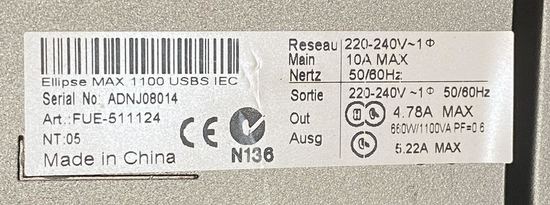 Ellipse MAX 1100 USBS IEC
Serial No: ADNJ08014
Art.: FUE-511124
NT:05
Made in China
CE
N136
Reseau 220-240V~1Φ
Main 10A MAX
Nertz 50/60Hz
Sortie 220-240V ~1Φ 50/60Hz
Out 4.78A MAX
660W/1100VA PF=0.6
Ausg 5.22A MAX